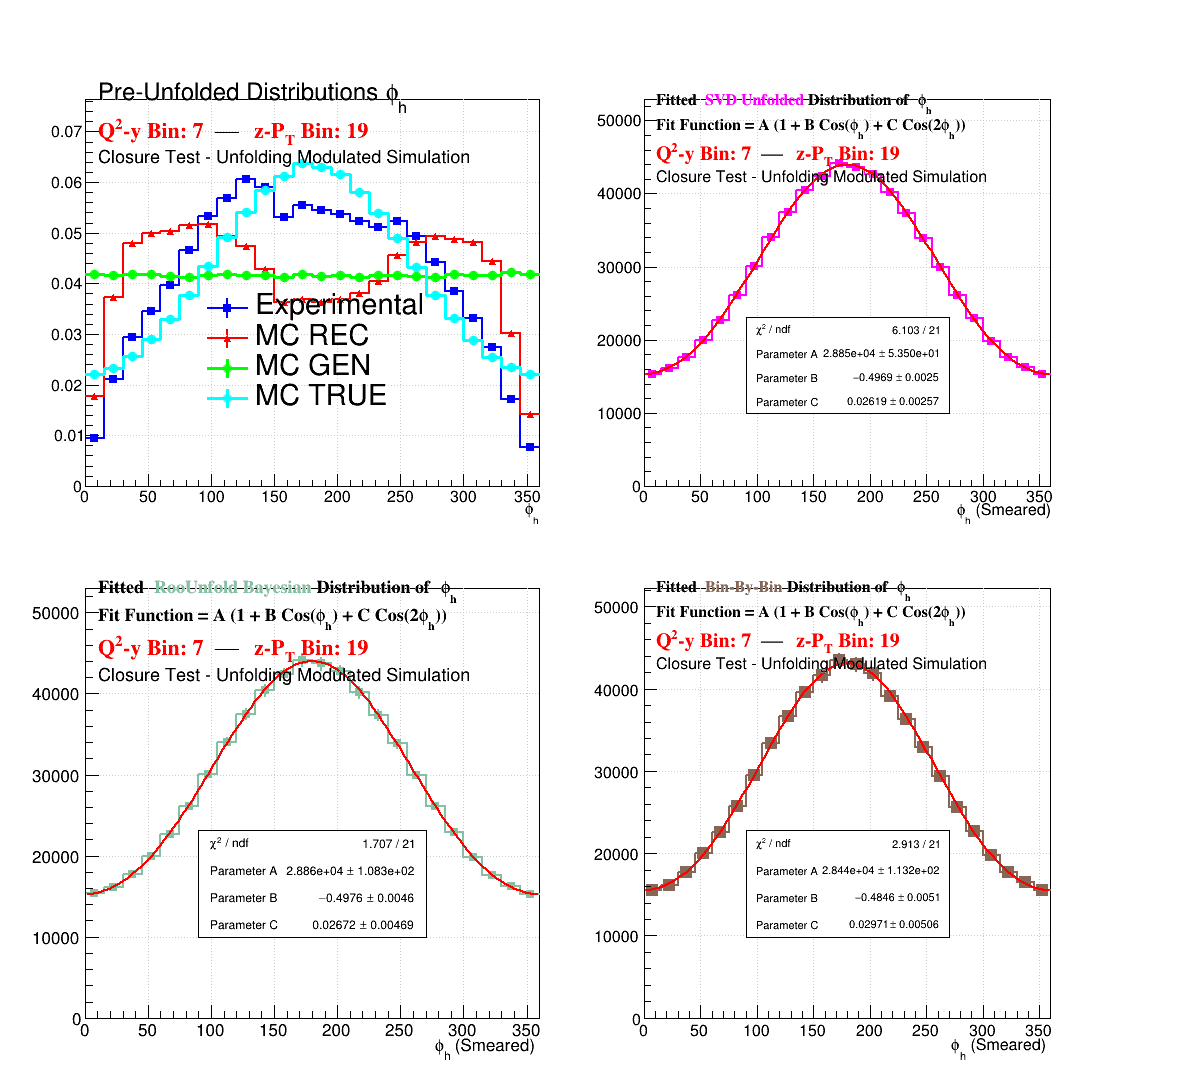 Pre-Unfolded Distributions ϕh
Q²-y Bin: 7 — z-PT Bin: 19
Closure Test - Unfolding Modulated Simulation
0.07
0.06
0.05
0.04
0.03
0.02
0.01
0
Experimental
MC REC
MC GEN
MC TRUE
0 50 100 150 200 250 300 350
ϕh
Fitted SVD Unfolded Distribution of ϕh
Fit Function = A (1 + B Cos(ϕh) + C Cos(2ϕh))
Q²-y Bin: 7 — z-PT Bin: 19
Closure Test - Unfolding Modulated Simulation
50000
40000
30000
20000
10000
0
χ² / ndf 6.103 / 21
Parameter A 2.885e+04 ± 5.350e+01
Parameter B −0.4969 ± 0.0025
Parameter C 0.02619 ± 0.00257
0 50 100 150 200 250 300 350
ϕh (Smeared)
Fitted RooUnfold Bayesian Distribution of ϕh
Fit Function = A (1 + B Cos(ϕh) + C Cos(2ϕh))
Q²-y Bin: 7 — z-PT Bin: 19
Closure Test - Unfolding Modulated Simulation
50000
40000
30000
20000
10000
0
χ² / ndf 1.707 / 21
Parameter A 2.886e+04 ± 1.083e+02
Parameter B −0.4976 ± 0.0046
Parameter C 0.02672 ± 0.00469
0 50 100 150 200 250 300 350
ϕh (Smeared)
Fitted Bin-By-Bin Distribution of ϕh
Fit Function = A (1 + B Cos(ϕh) + C Cos(2ϕh))
Q²-y Bin: 7 — z-PT Bin: 19
Closure Test - Unfolding Modulated Simulation
50000
40000
30000
20000
10000
0
χ² / ndf 2.913 / 21
Parameter A 2.844e+04 ± 1.132e+02
Parameter B −0.4846 ± 0.0051
Parameter C 0.02971 ± 0.00506
0 50 100 150 200 250 300 350
ϕh (Smeared)